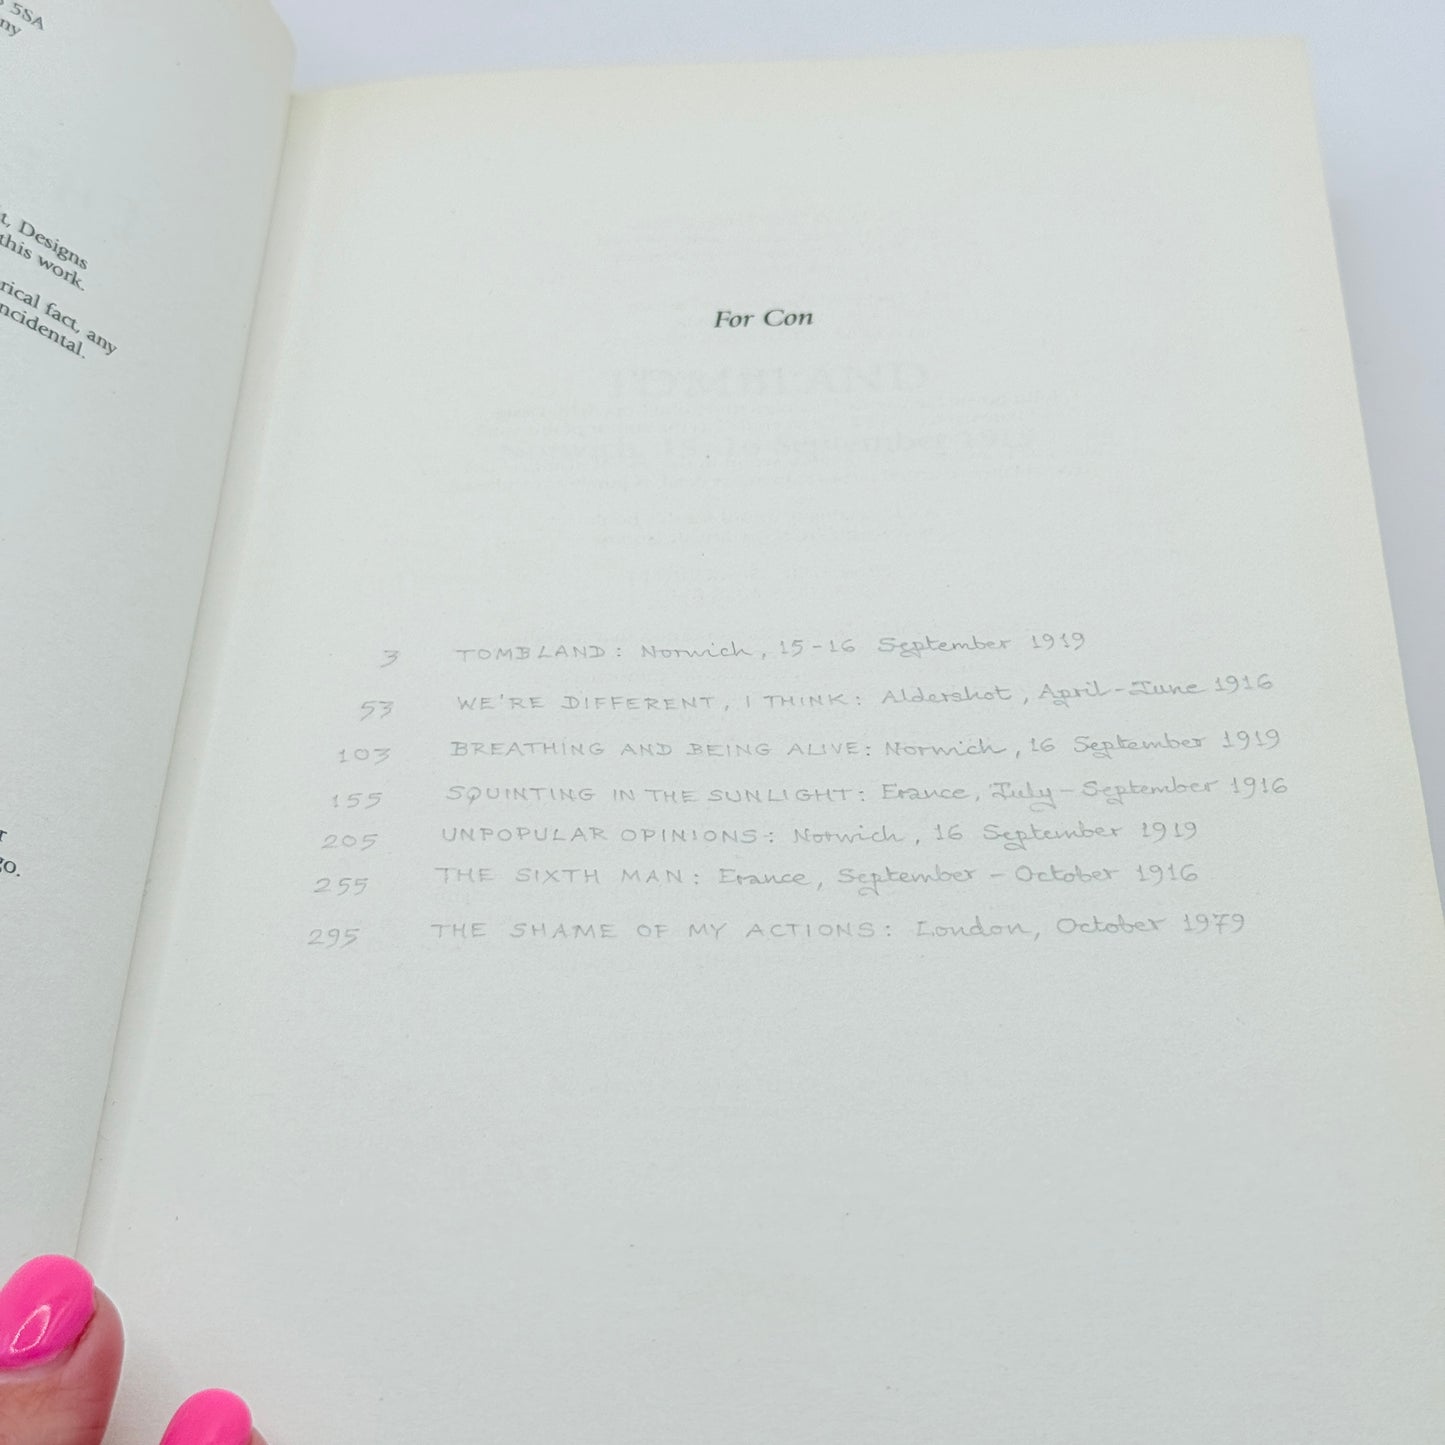 5SA
ny
t, Designs
this work.
rical fact, any
ncidental.
r
go.
For Con
3 TOMBLAND: Norwich, 15-16 September 1919
53 WE'RE DIFFERENT, I THINK: Aldershot, April-June 1916
103 BREATHING AND BEING ALIVE: Norwich, 16 September 1919
155 SQUINTING IN THE SUNLIGHT: France, July-September 1916
205 UNPOPULAR OPINIONS: Norwich, 16 September 1919
255 THE SIXTH MAN: France, September - October 1916
295 THE SHAME OF MY ACTIONS: London, October 1979